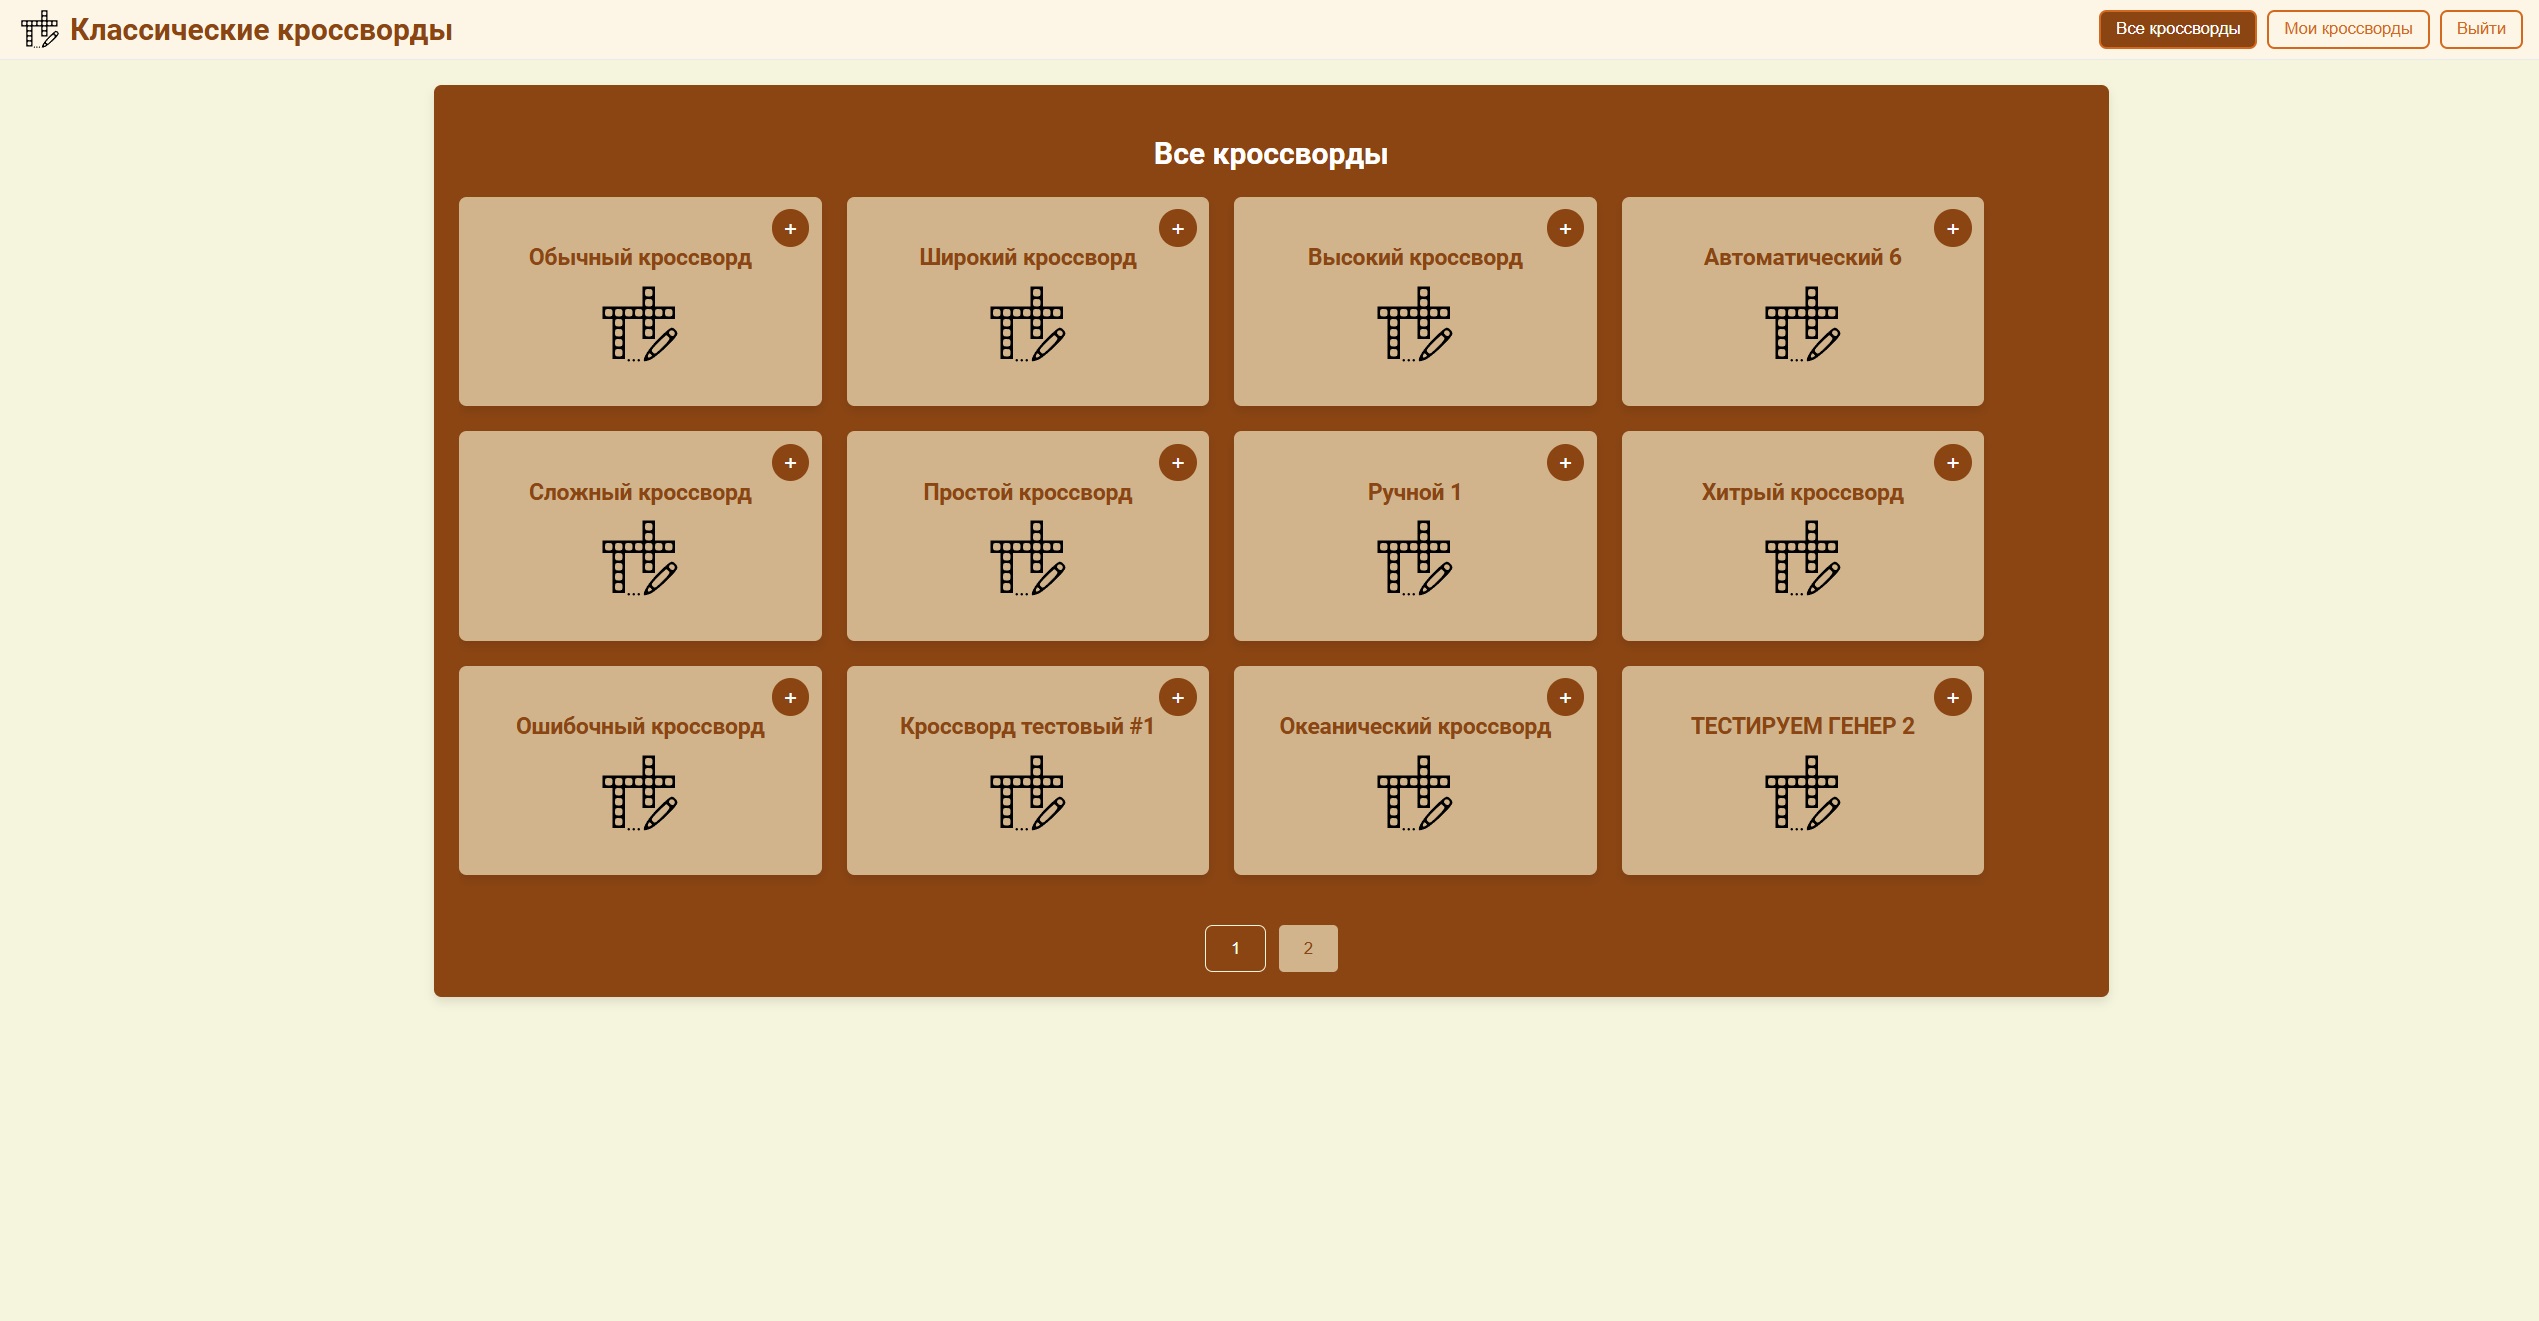 Классические кроссворды
Все кроссворды
Мои кроссворды
Выйти
Все кроссворды
+
+
+
+
Обычный кроссворд
Широкий кроссворд
Высокий кроссворд
Автоматический 6
+
+
+
+
Сложный кроссворд
Простой кроссворд
Ручной 1
Хитрый кроссворд
+
+
+
+
Ошибочный кроссворд
Кроссворд тестовый #1
Океанический кроссворд
ТЕСТИРУЕМ ГЕНЕР 2
1
2